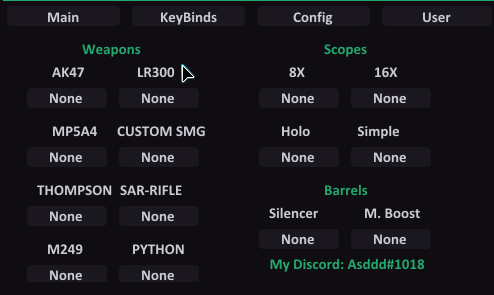 Main KeyBinds Config User
Weapons
AK47 LR300
None None
MP5A4 CUSTOM SMG
None None
THOMPSON SAR-RIFLE
None None
M249 PYTHON
None None
Scopes
8X 16X
None None
Holo Simple
None None
Barrels
Silencer M. Boost
None None
My Discord: Asddd#1018